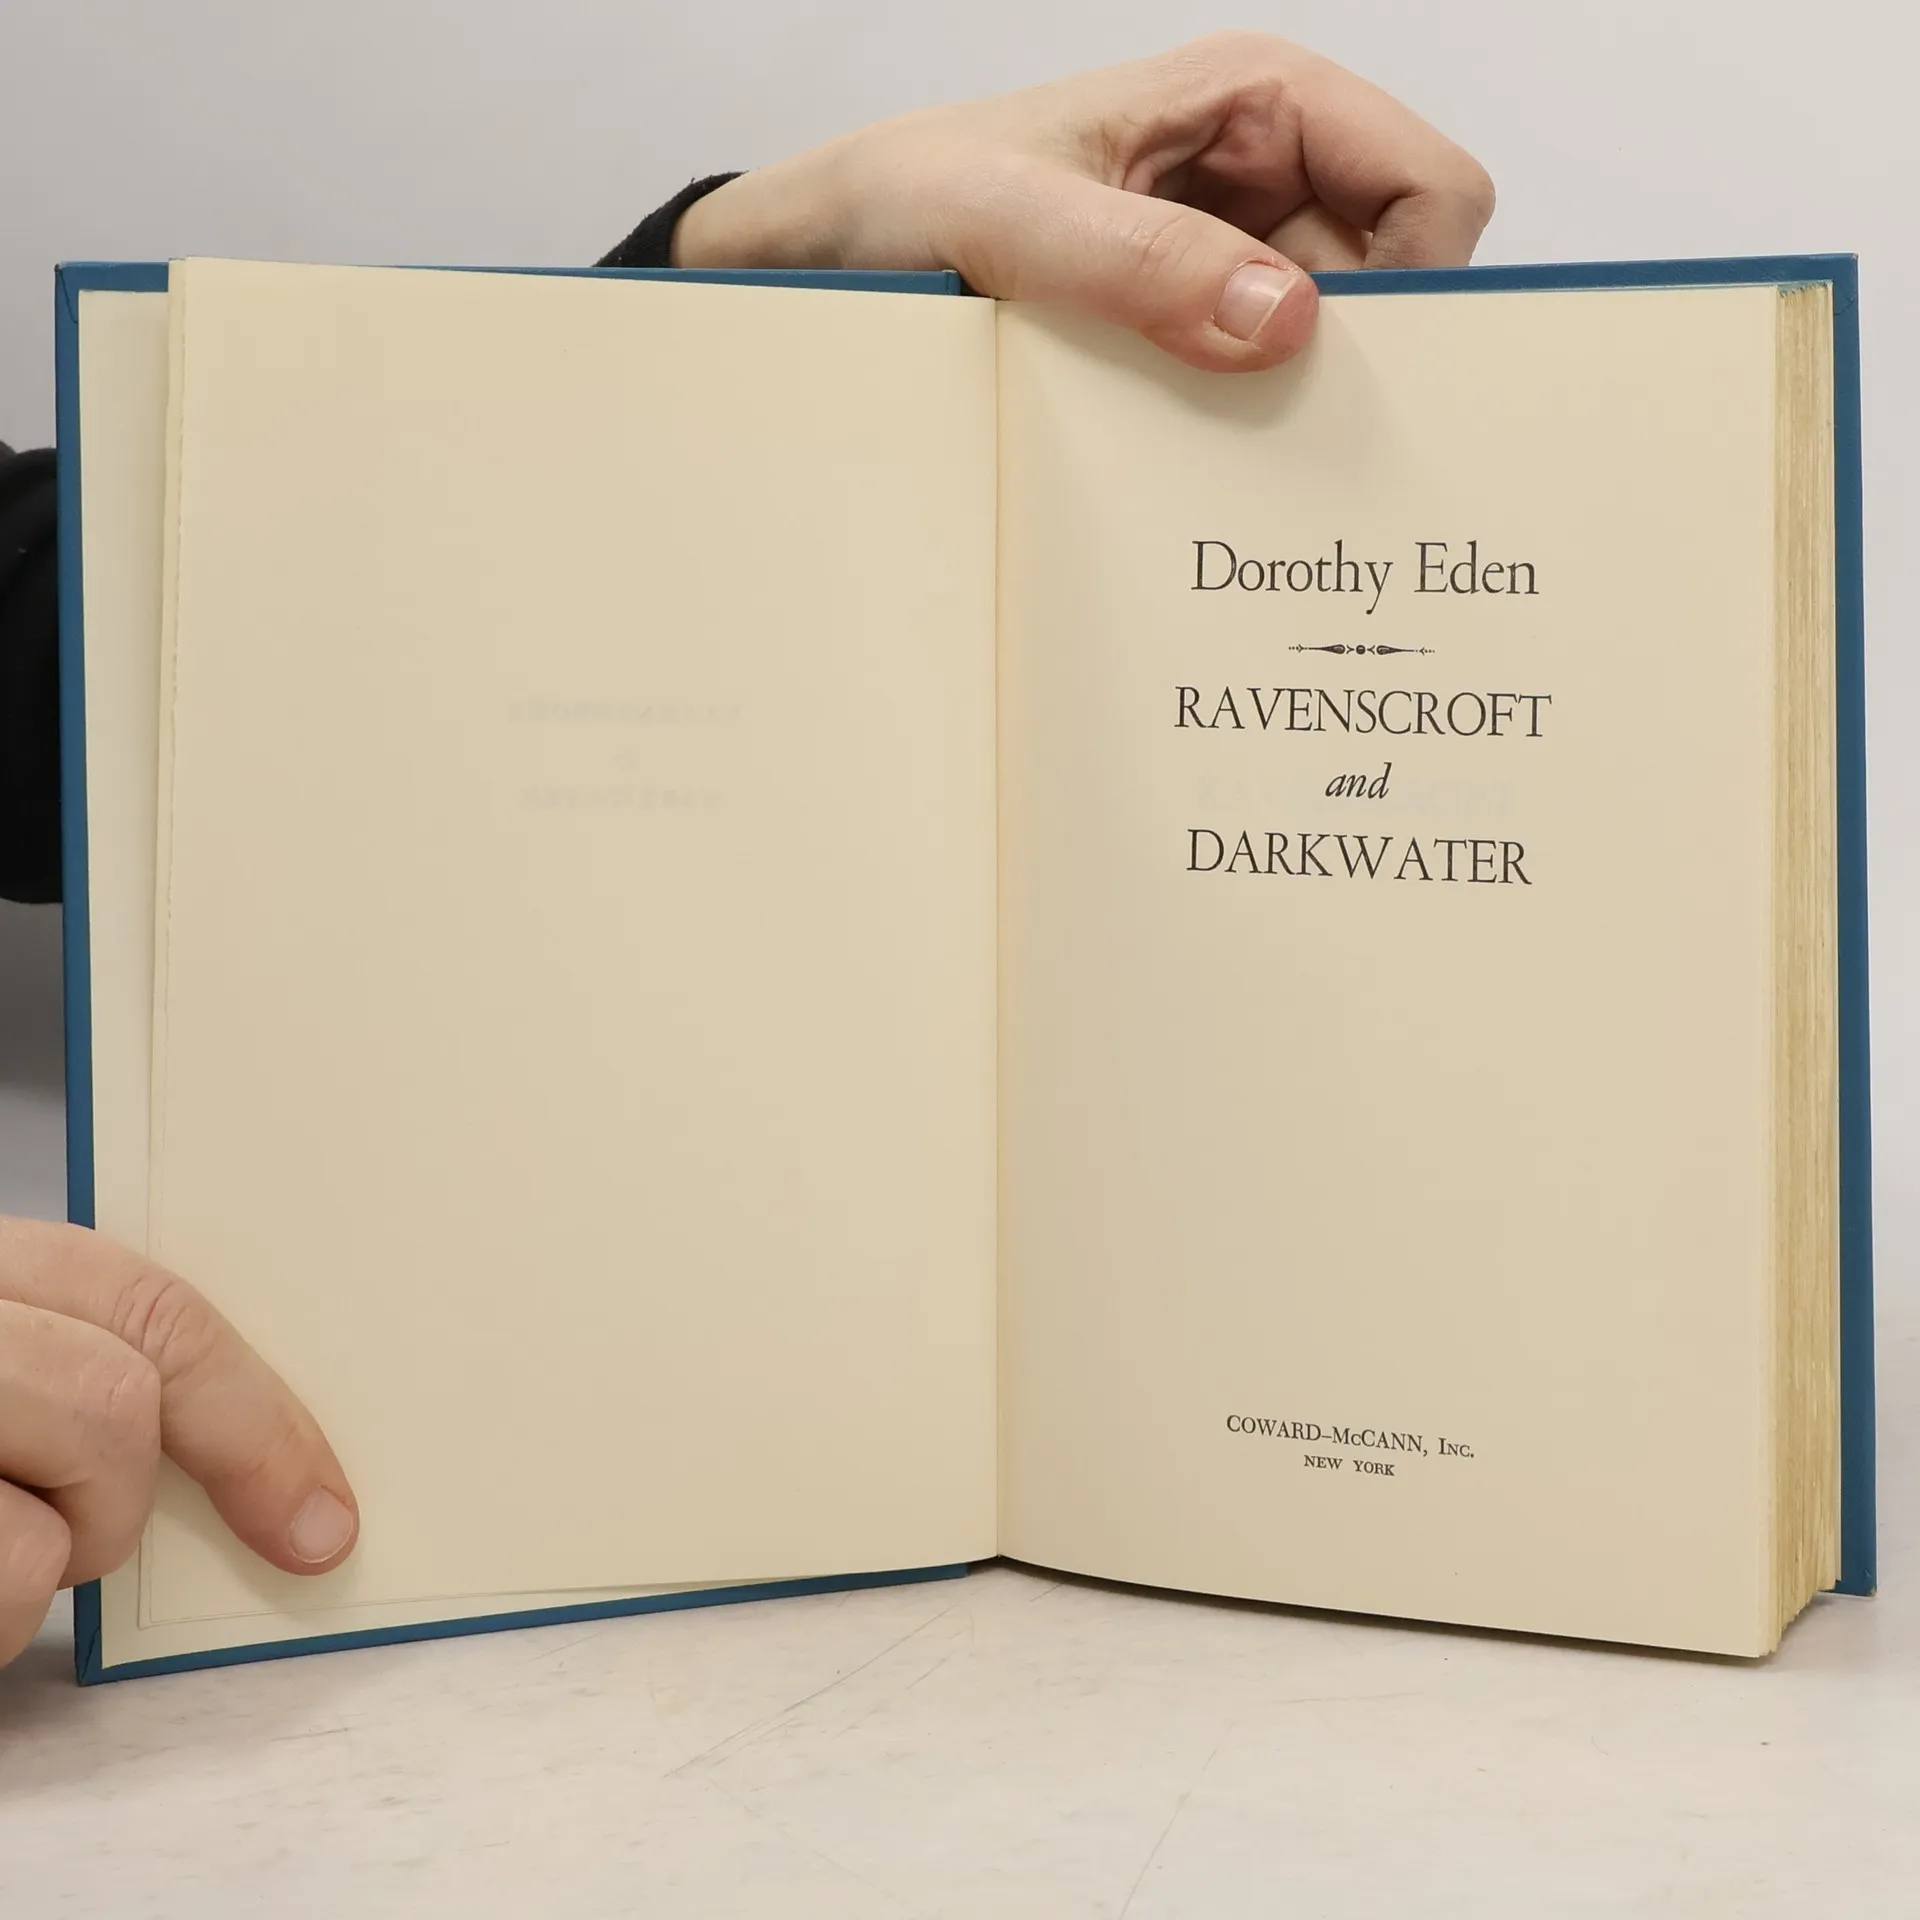 Dorothy Eden
RAVENSCROFT
and
DARKWATER
COWARD–McCANN, Inc.
NEW YORK